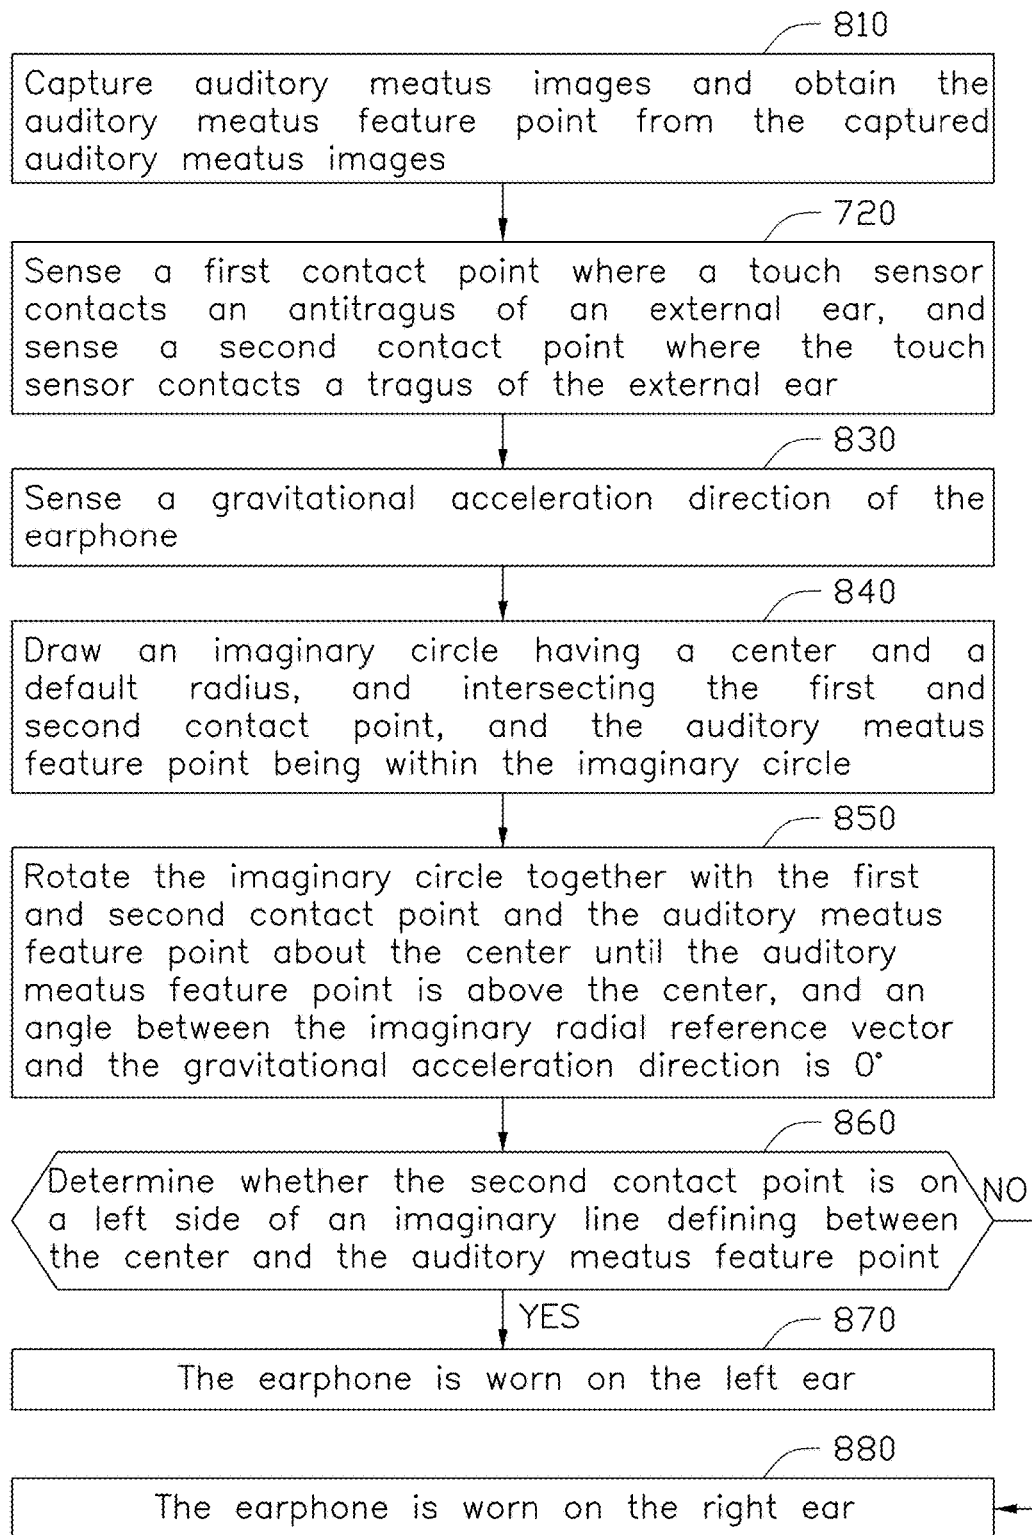 810
Capture auditory meatus images and obtain the
auditory meatus feature point from the captured
auditory meatus images
720
Sense a first contact point where a touch sensor
contacts an antitragus of an external ear, and
sense a second contact point where the touch
sensor contacts a tragus of the external ear
830
Sense a gravitational acceleration direction of the
earphone
840
Draw an imaginary circle having a center and a
default radius, and intersecting the first and
second contact point, and the auditory meatus
feature point being within the imaginary circle
850
Rotate the imaginary circle together with the first
and second contact point and the auditory meatus
feature point about the center until the auditory
meatus feature point is above the center, and an
angle between the imaginary radial reference vector
and the gravitational acceleration direction is 0°
860
Determine whether the second contact point is on
a left side of an imaginary line defining between
the center and the auditory meatus feature point
NO
YES
870
The earphone is worn on the left ear
880
The earphone is worn on the right ear